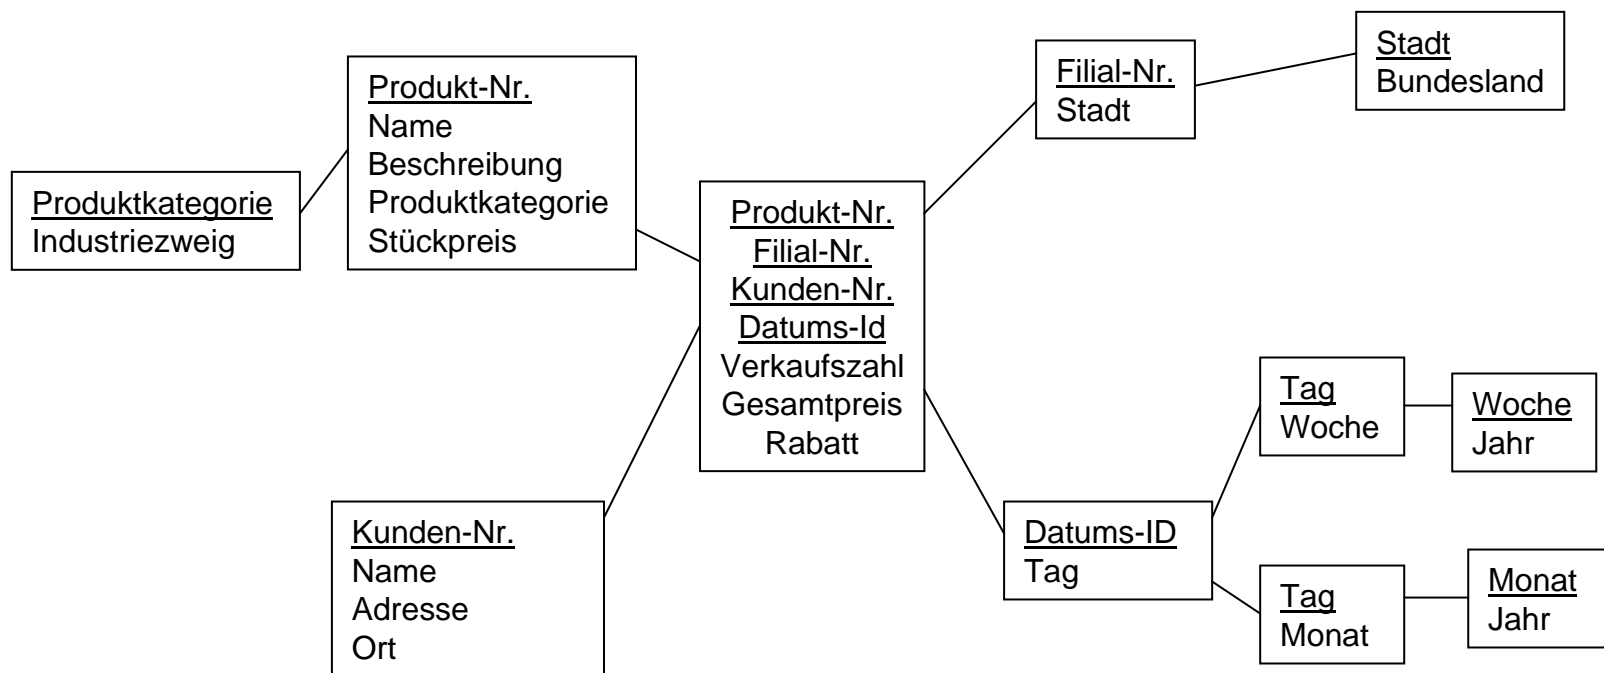 Produktkategorie
Industriezweig
Produkt-Nr.
Name
Beschreibung
Produktkategorie
Stückpreis
Kunden-Nr.
Name
Adresse
Ort
Produkt-Nr.
Filial-Nr.
Kunden-Nr.
Datums-Id
Verkaufszahl
Gesamtpreis
Rabatt
Filial-Nr.
Stadt
Stadt
Bundesland
Datums-ID
Tag
Tag
Woche
Woche
Jahr
Tag
Monat
Monat
Jahr